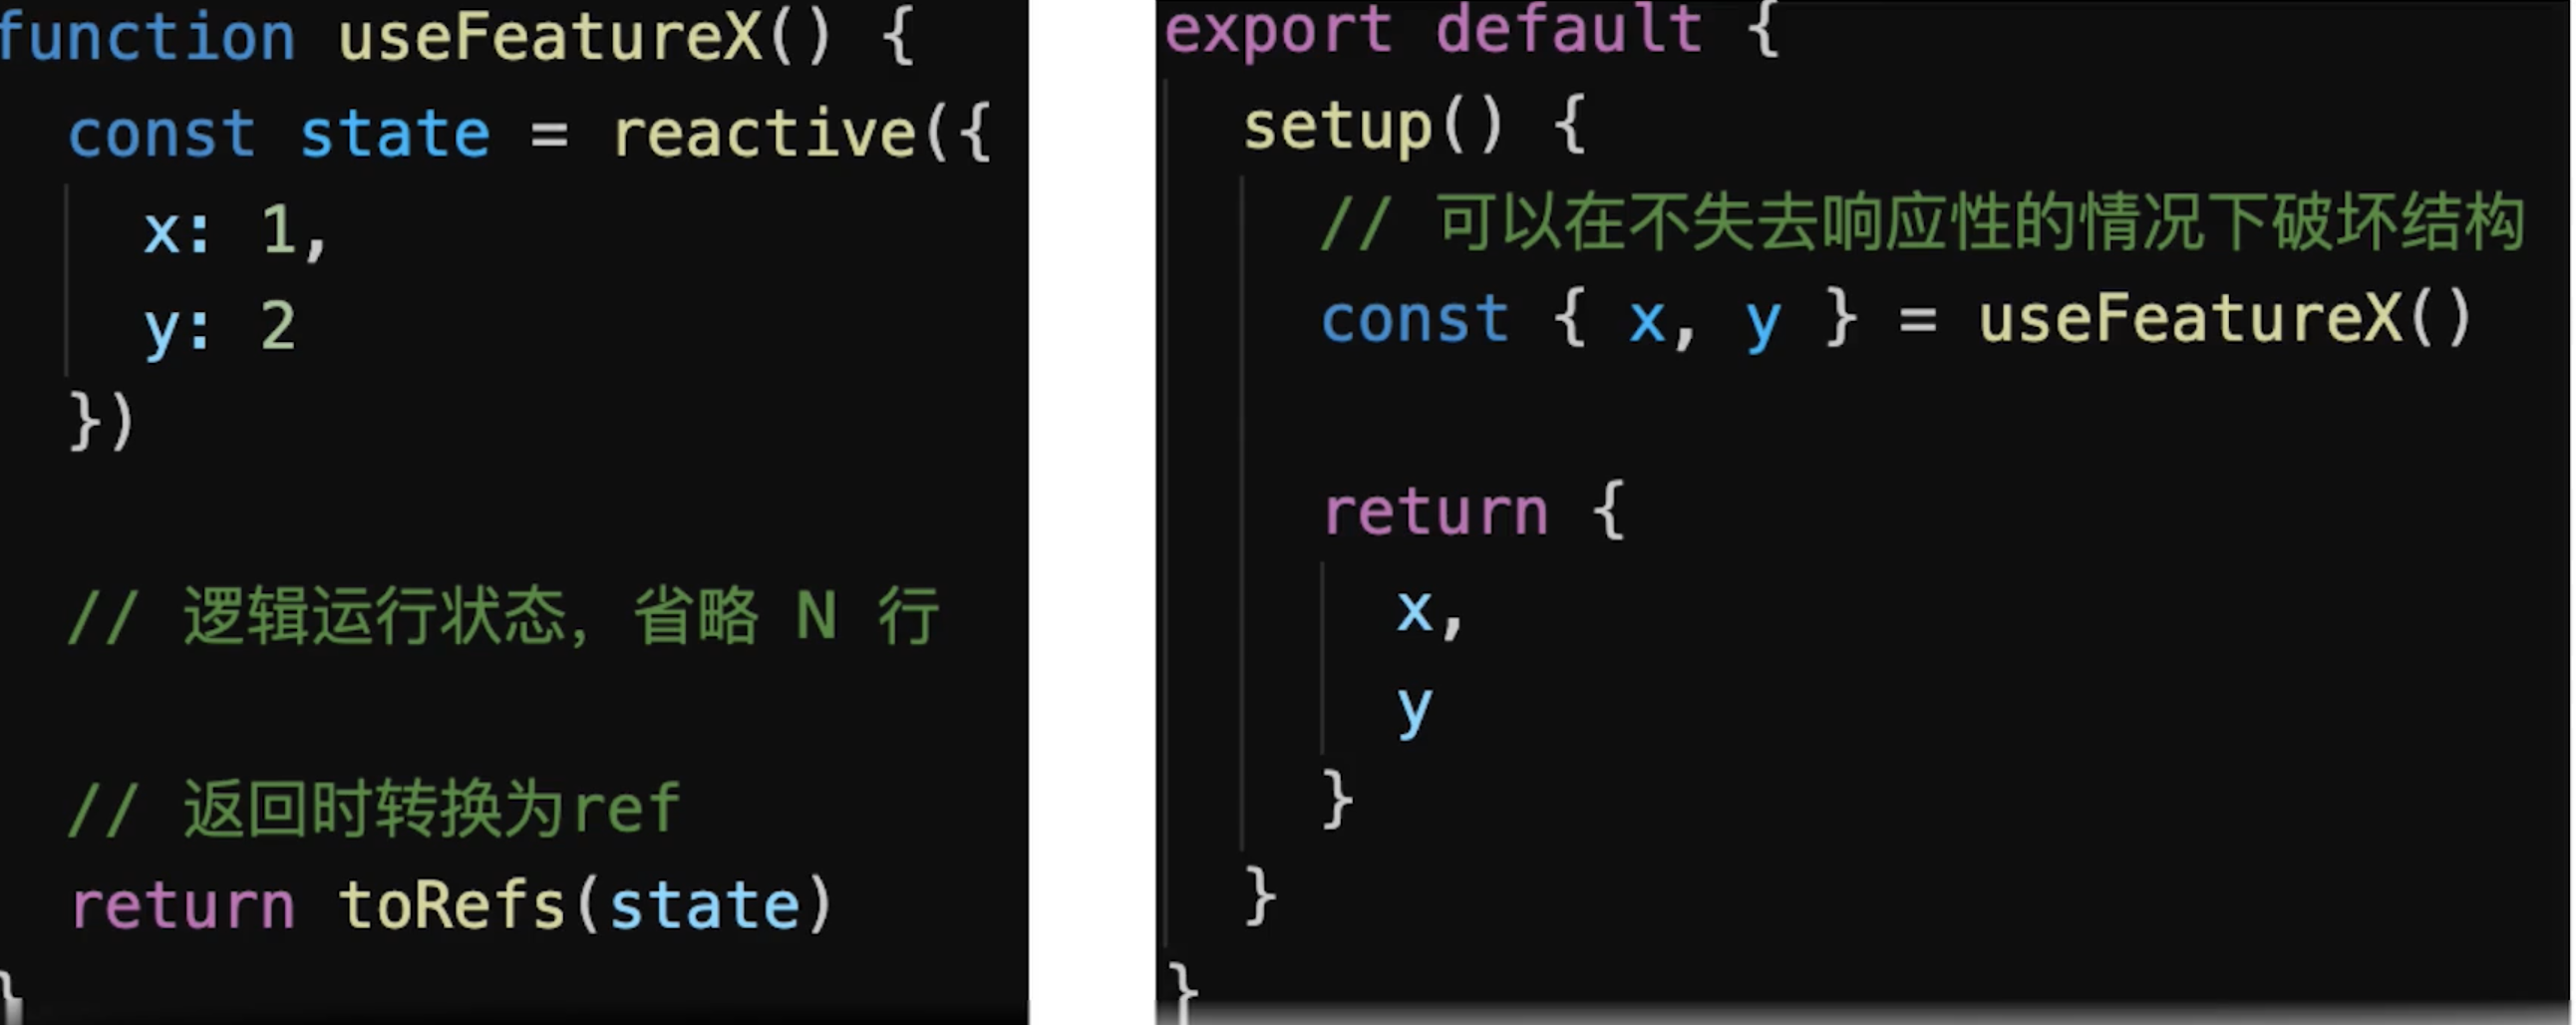 function useFeatureX() {
const state = reactive({
x: 1,
y: 2
})
// 逻辑运行状态, 省略 N 行
// 返回时转换为ref
return toRefs(state)
}
export default {
setup() {
// 可以在不失去响应性的情况下破坏结构
const { x, y } = useFeatureX()
return {
x,
y
}
}
}